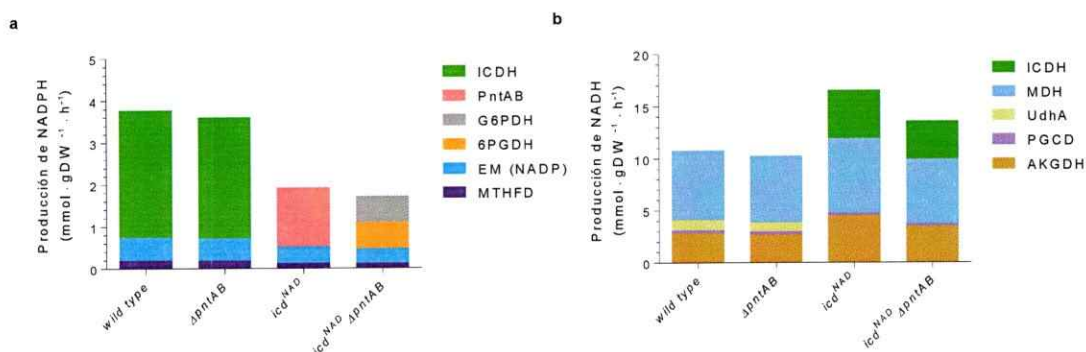 a
Producción de NADPH
(mmol · gDW ⁻¹ · h⁻¹)
5
4
3
2
1
0
wild type
ΔpntAB
icd^NAD
icd^NAD ΔpntAB
ICDH
PntAB
G6PDH
6PGDH
EM (NADP)
MTHFD
b
Producción de NADH
(mmol · gDW ⁻¹ · h⁻¹)
20
15
10
5
0
wild type
ΔpntAB
icd^NAD
icd^NAD ΔpntAB
ICDH
MDH
UdhA
PGCD
AKGDH